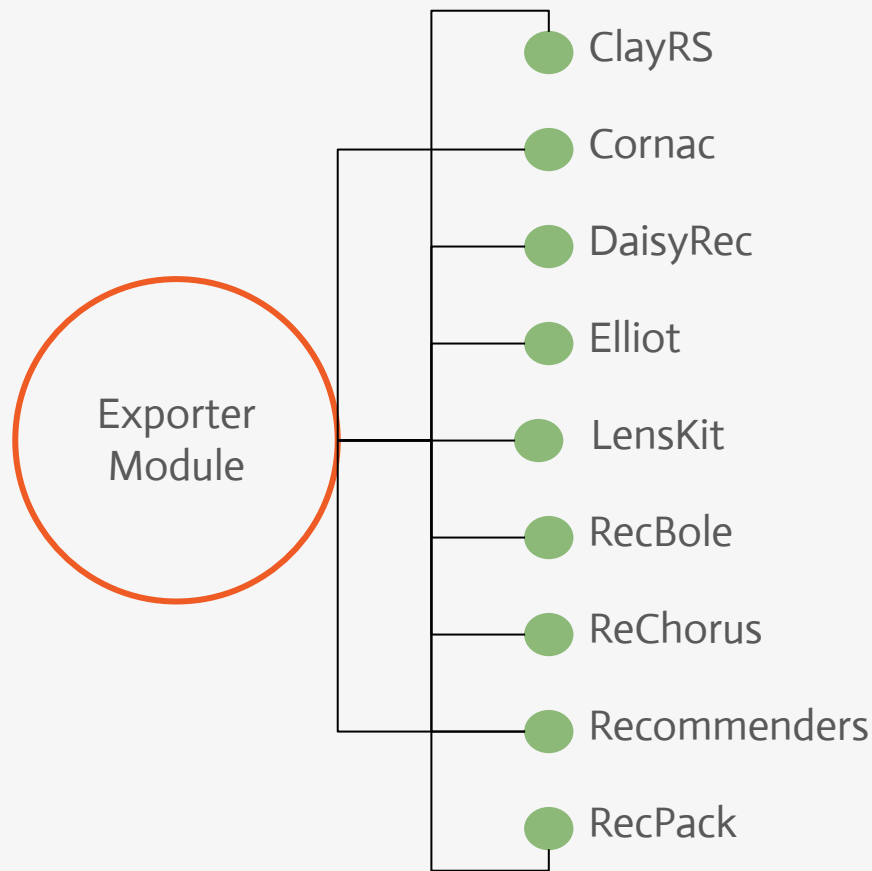 ClayRS
Cornac
DaisyRec
Elliot
Exporter
Module
LensKit
RecBole
ReChorus
Recommenders
RecPack